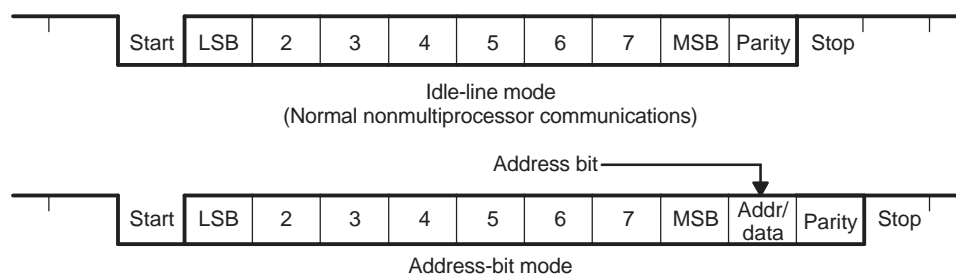 Start LSB 2 3 4 5 6 7 MSB Parity Stop
Idle-line mode
(Normal nonmultiprocessor communications)
Address bit
Start LSB 2 3 4 5 6 7 MSB Addr/
data Parity Stop
Address-bit mode